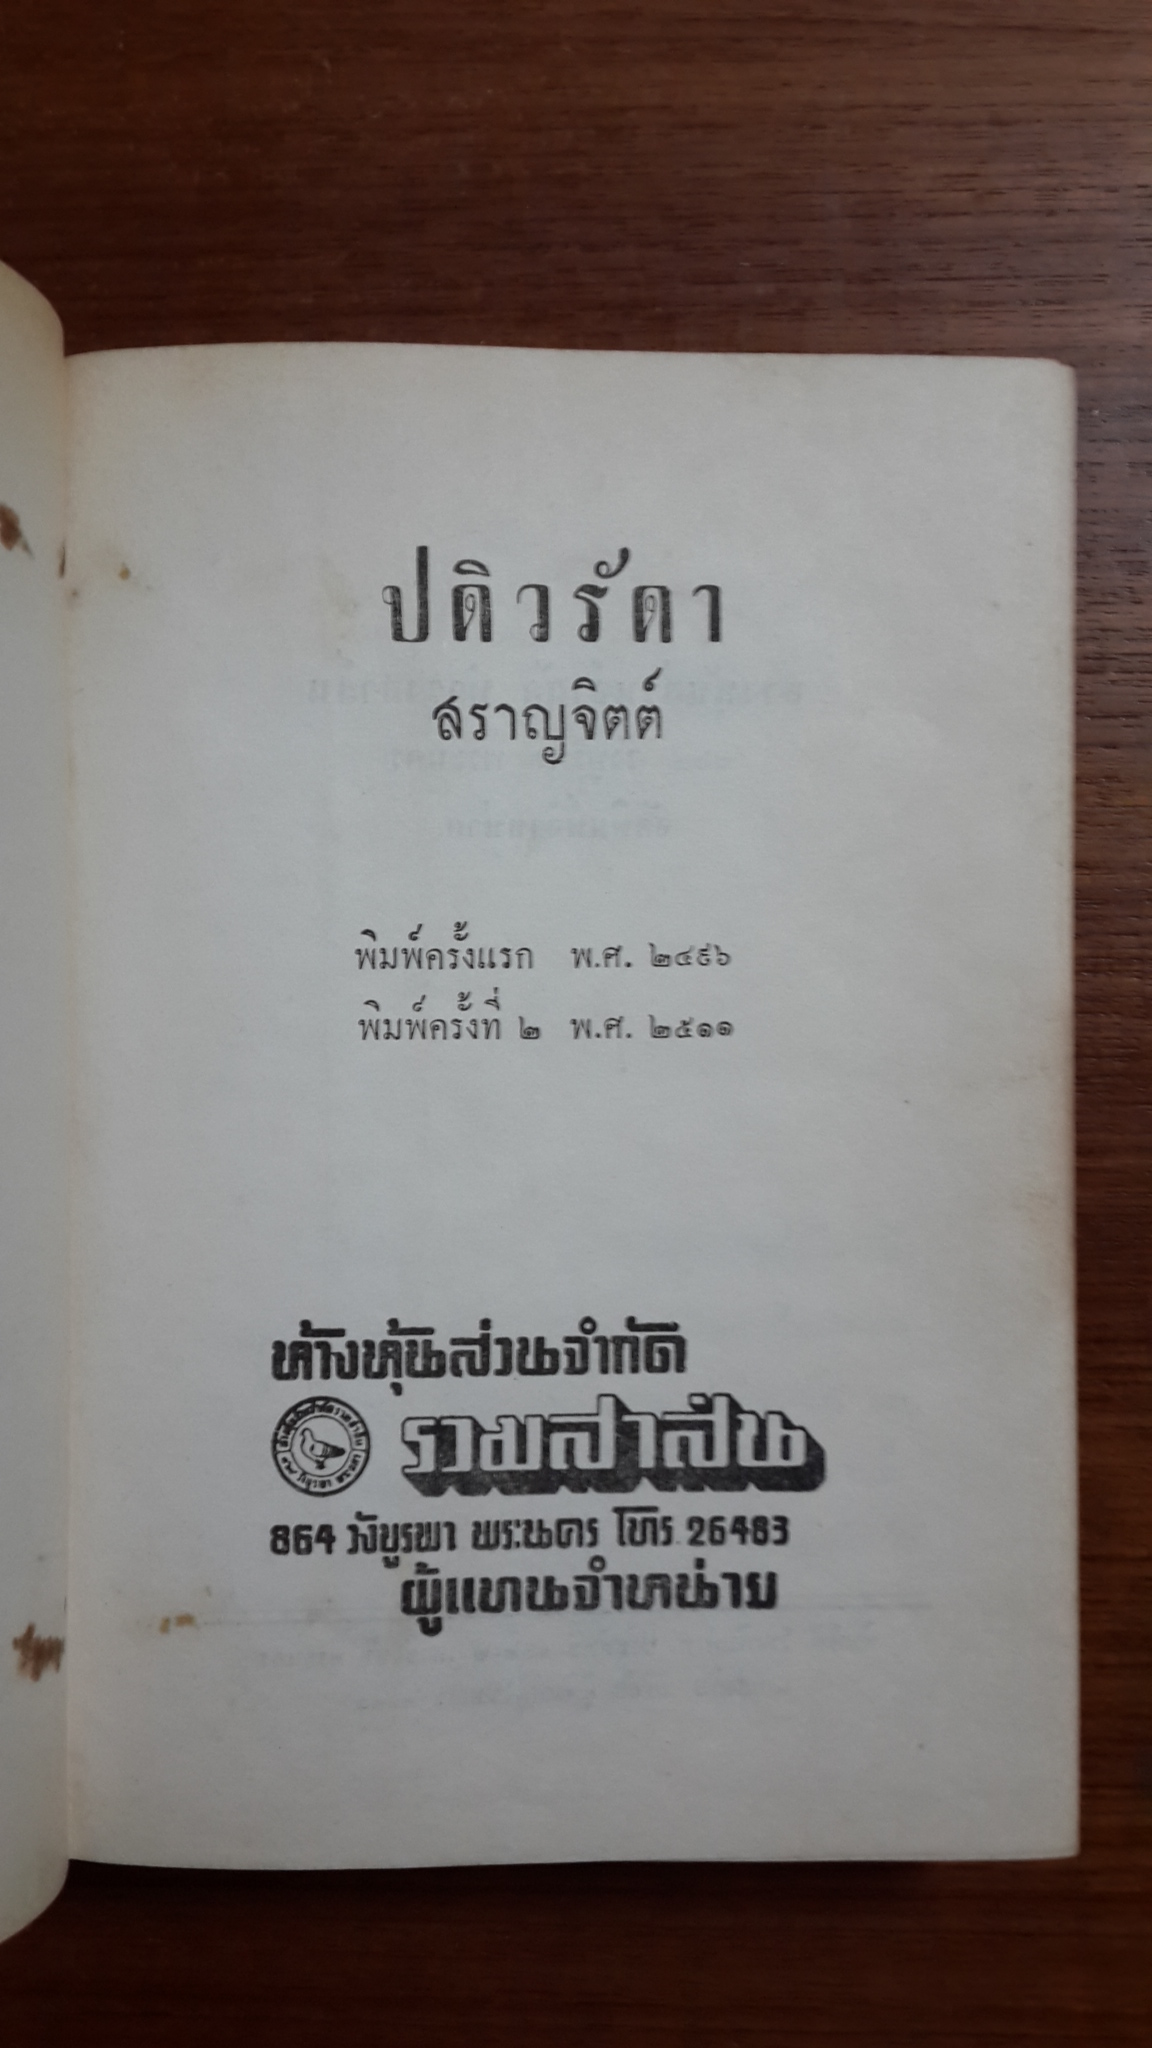 ปดิวรัดา
สราญจิตต์
พิมพ์ครั้งแรก พ.ศ. ๒๔๙๖
พิมพ์ครั้งที่ ๒ พ.ศ. ๒๕๑๑
ห้างหุ้นส่วนจำกัด
รวมสาส์น
864 วังบูรพา พระนคร โทร. 26483
ผู้แทนจำหน่าย